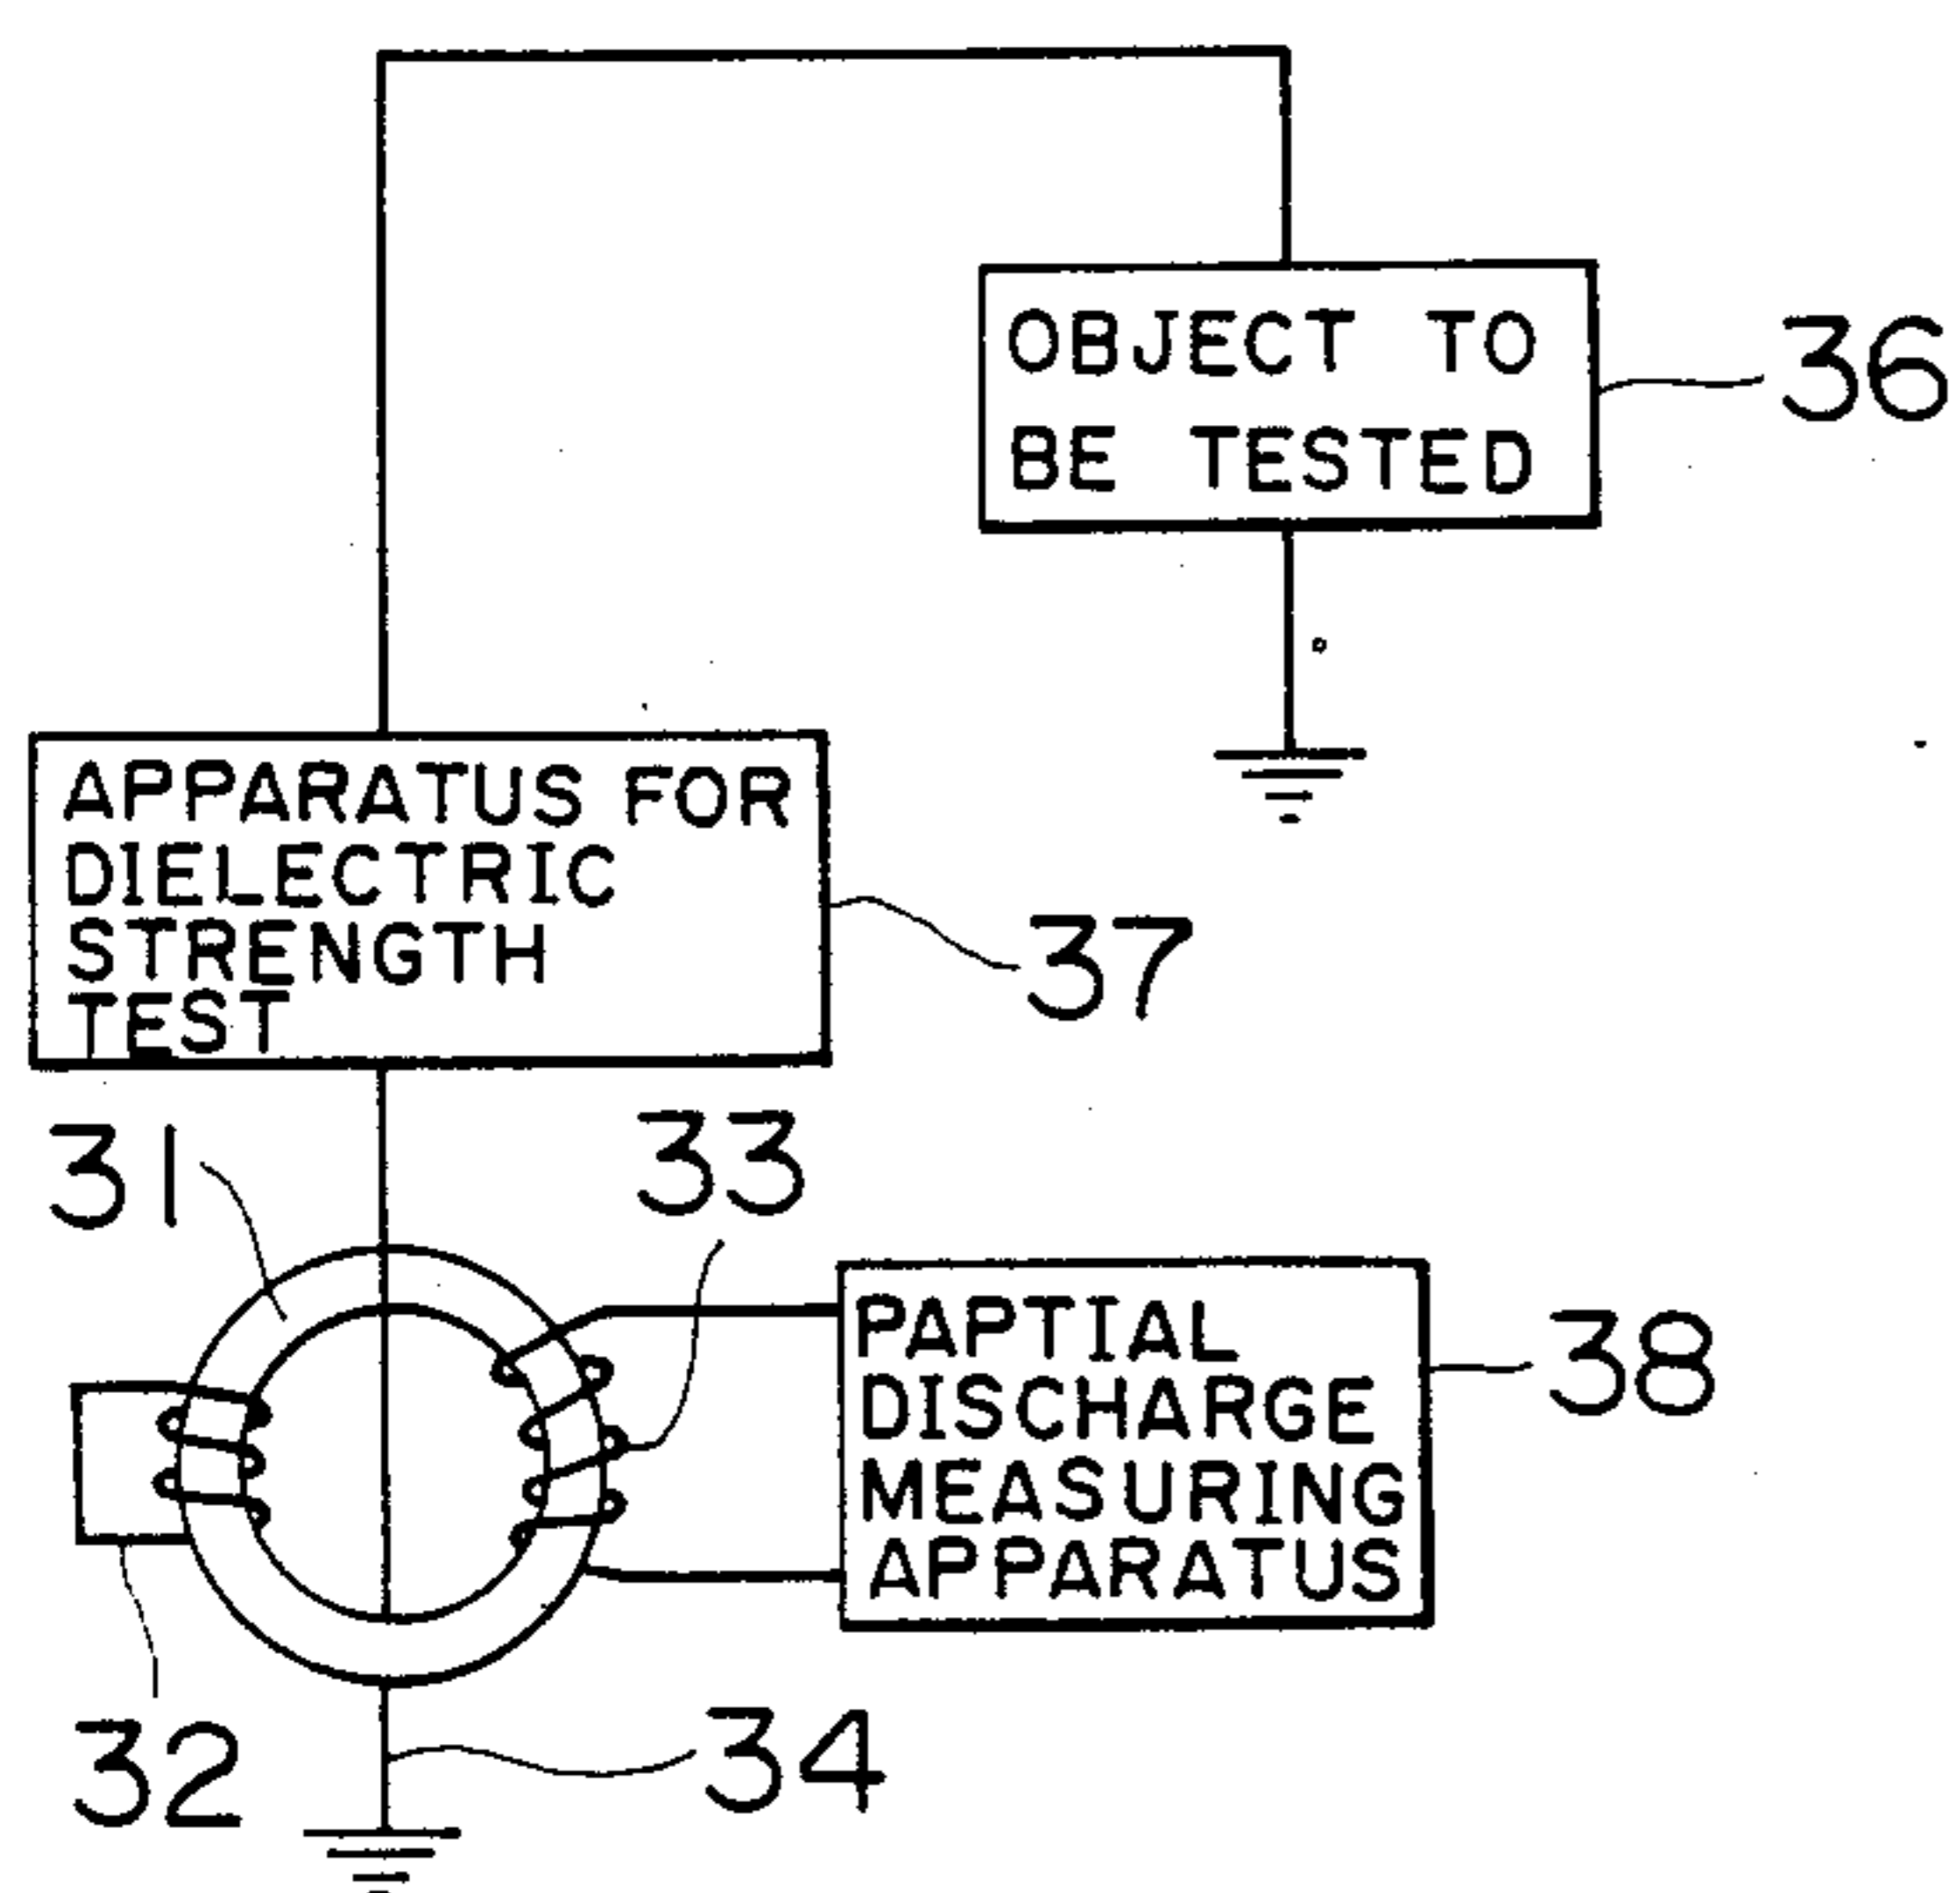 OBJECT TO
BE TESTED
36
APPARATUS FOR
DIELECTRIC
STRENGTH
TEST
37
31
33
PAPTIAL
DISCHARGE
MEASURING
APPARATUS
38
32
34